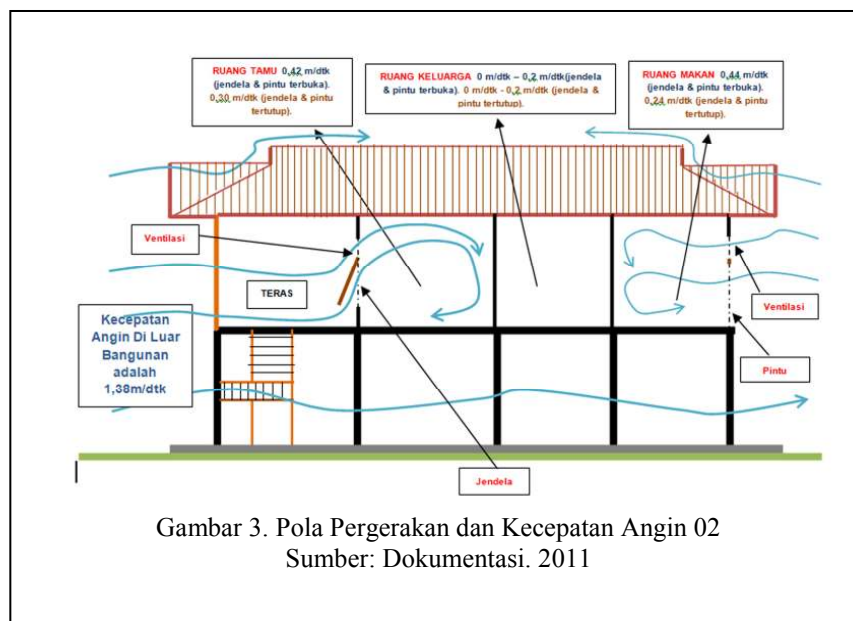 RUANG TAMU 0,42 m/dtk
(jendela & pintu terbuka).
0,30 m/dtk (jendela & pintu
tertutup).
RUANG KELUARGA 0 m/dtk – 0,2 m/dtk(jendela
& pintu terbuka). 0 m/dtk - 0,2 m/dtk (jendela &
pintu tertutup).
RUANG MAKAN 0,44 m/dtk
(jendela & pintu terbuka).
0,24 m/dtk (jendela & pintu
tertutup).
Ventilasi
TERAS
Ventilasi
Kecepatan
Angin Di Luar
Bangunan
adalah
1,38m/dtk
Pintu
Jendela
Gambar 3. Pola Pergerakan dan Kecepatan Angin 02
Sumber: Dokumentasi. 2011